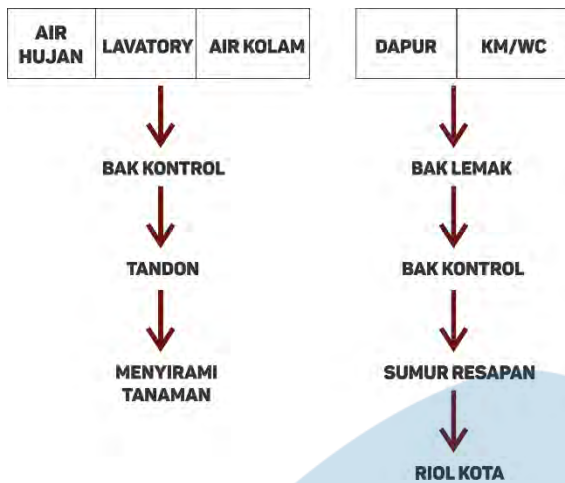 AIR
HUJAN
LAVATORY
AIR KOLAM
BAK KONTROL
TANDON
MENYIRAMI
TANAMAN
DAPUR
KM/WC
BAK LEMAK
BAK KONTROL
SUMUR RESAPAN
RIOL KOTA